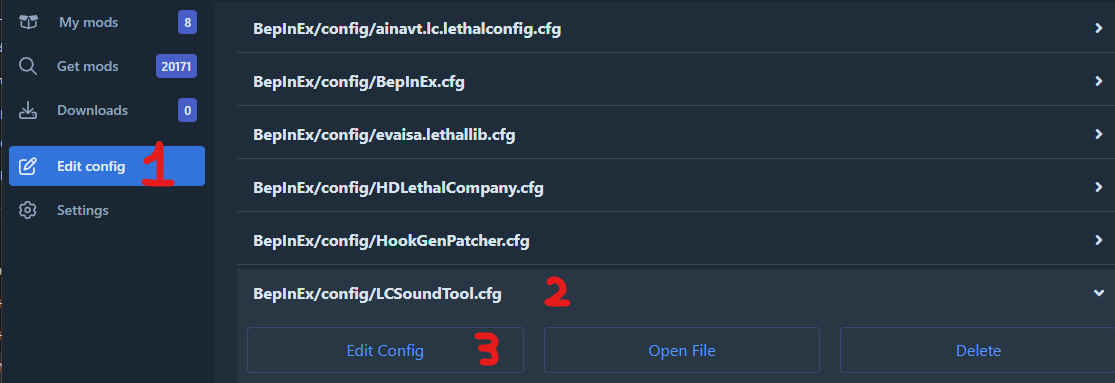 My mods 8
Get mods 20171
Downloads 0
Edit config 1
Settings
BepInEx/config/ainavt.lc.lethalconfig.cfg
BepInEx/config/BepInEx.cfg
BepInEx/config/evaisa.lethallib.cfg
BepInEx/config/HDLethalCompany.cfg
BepInEx/config/HookGenPatcher.cfg
BepInEx/config/LCSoundTool.cfg 2
Edit Config 3 Open File Delete